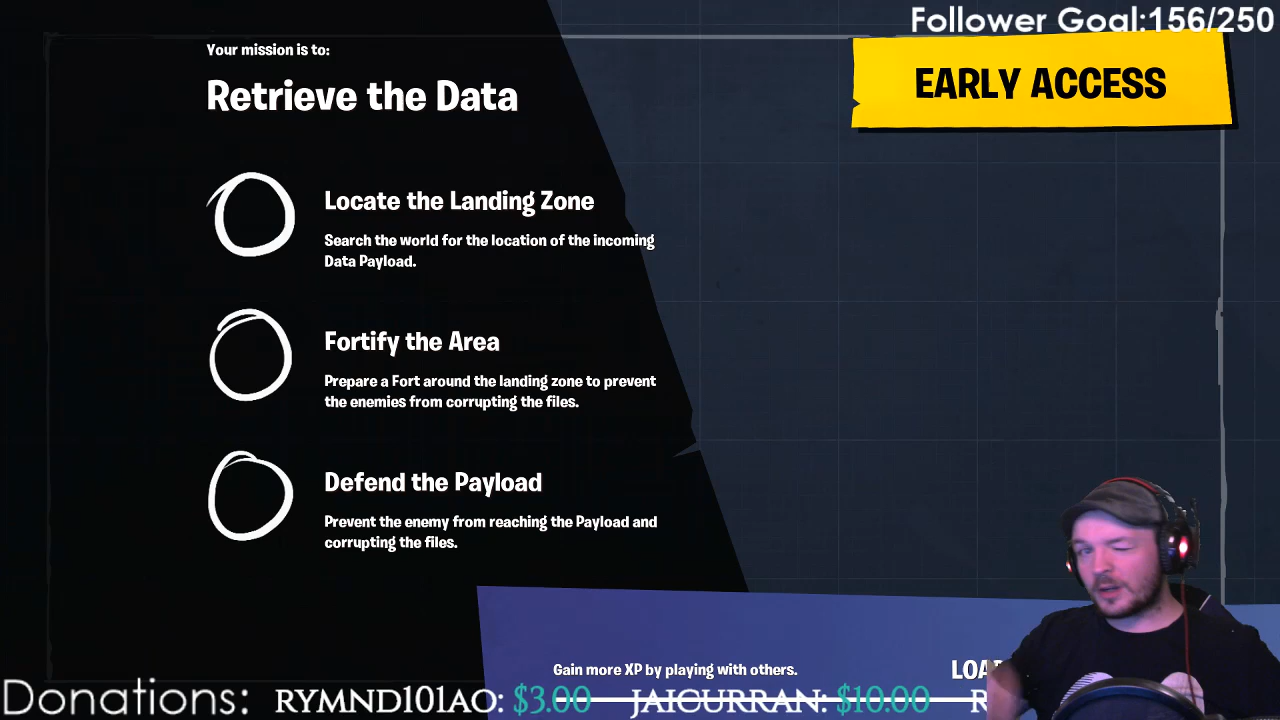 Follower Goal:156/250
EARLY ACCESS
Your mission is to:
Retrieve the Data
Locate the Landing Zone
Search the world for the location of the incoming
Data Payload.
Fortify the Area
Prepare a Fort around the landing zone to prevent
the enemies from corrupting the files.
Defend the Payload
Prevent the enemy from reaching the Payload and
corrupting the files.
Gain more XP by playing with others.
Donations: RYMND101AO: $3.00 JAICURRAN: $10.00